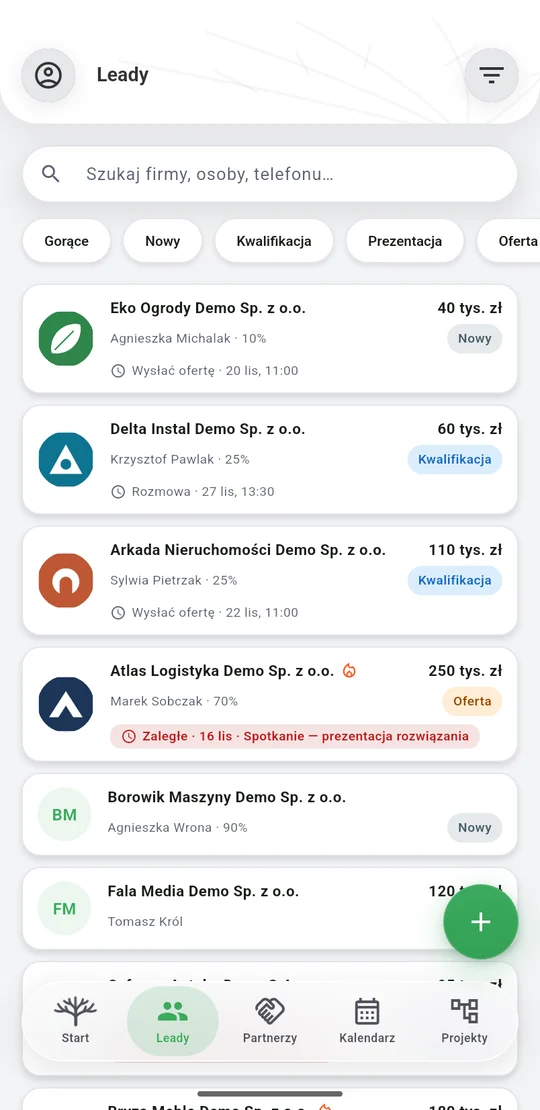 Leady
Szukaj firmy, osoby, telefonu...
Gorące Nowy Kwalifikacja Prezentacja Oferta
Eko Ogrody Demo Sp. z o.o. 40 tys. zł
Agnieszka Michalak · 10% Nowy
Wysłać ofertę · 20 lis, 11:00
Delta Instal Demo Sp. z o.o. 60 tys. zł
Krzysztof Pawlak · 25% Kwalifikacja
Rozmowa · 27 lis, 13:30
Arkada Nieruchomości Demo Sp. z o.o. 110 tys. zł
Sylwia Pietrzak · 25% Kwalifikacja
Wysłać ofertę · 22 lis, 11:00
Atlas Logistyka Demo Sp. z o.o. 250 tys. zł
Marek Sobczak · 70% Oferta
Zaległe · 16 lis · Spotkanie — prezentacja rozwiązania
BM Borowik Maszyny Demo Sp. z o.o.
Agnieszka Wrona · 90% Nowy
FM Fala Media Demo Sp. z o.o. 120
Tomasz Król
Start Leady Partnerzy Kalendarz Projekty